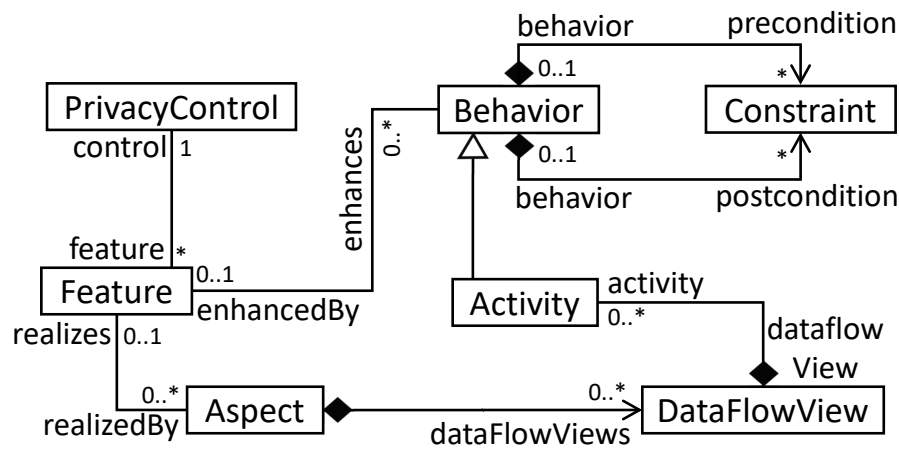 behavior
precondition
0..1
*
PrivacyControl
Behavior
Constraint
control
1
enhances
0..*
0..1
*
behavior
postcondition
feature
*
Feature
0..1
enhancedBy
Activity
activity
0..*
realizes
0..1
dataflow
View
0..*
realizedBy
Aspect
0..*
dataFlowViews
DataFlowView